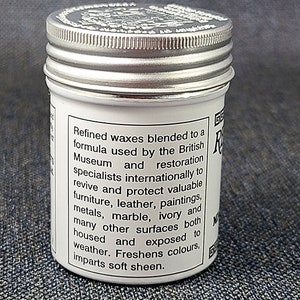 Refined waxes blended to a
formula used by the British
Museum and restoration
specialists internationally to
revive and protect valuable
furniture, leather, paintings,
metals, marble, ivory and
many other surfaces both
housed and exposed to
weather. Freshens colours,
imparts soft sheen.